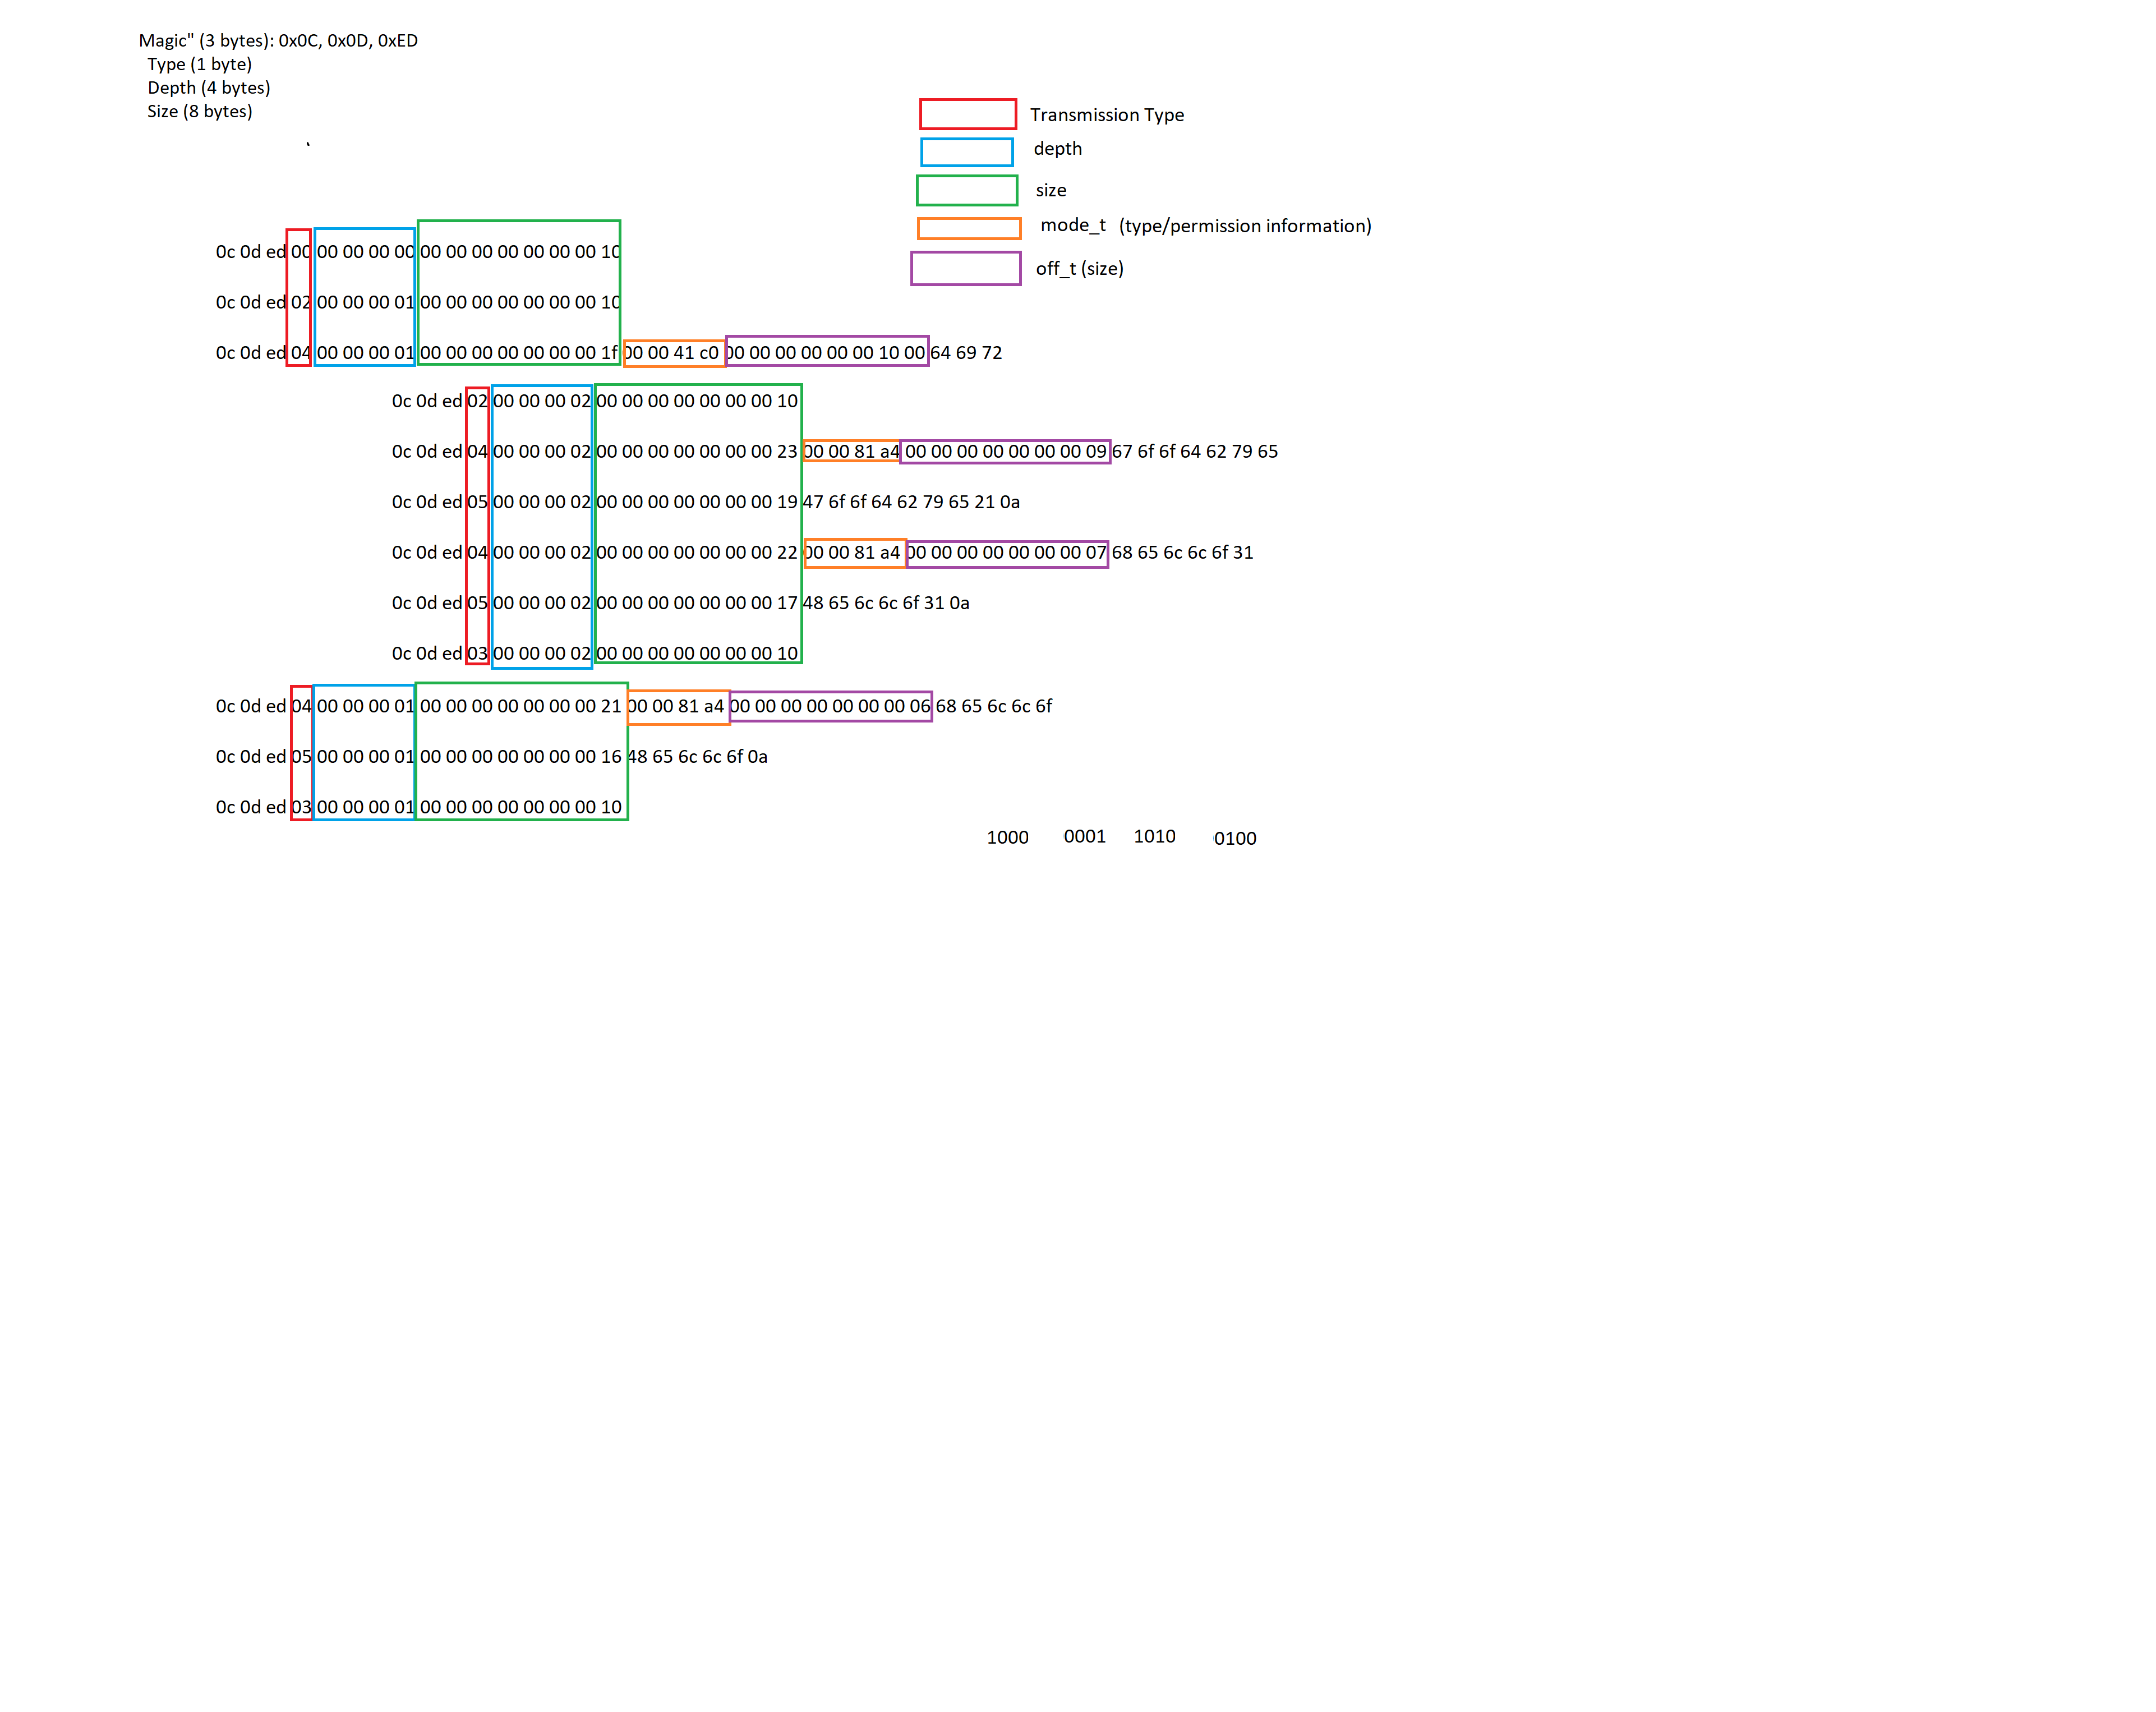 Magic" (3 bytes): 0x0C, 0x0D, 0xED
Type (1 byte)
Depth (4 bytes)
Size (8 bytes)
Transmission Type
depth
size
mode_t (type/permission information)
off_t (size)
0c 0d ed 00 00 00 00 00 00 00 00 00 00 00 00 10
0c 0d ed 02 00 00 00 01 00 00 00 00 00 00 00 10
0c 0d ed 04 00 00 00 01 00 00 00 00 00 00 00 1f 00 00 41 c0 00 00 00 00 00 00 10 00 64 69 72
0c 0d ed 02 00 00 00 02 00 00 00 00 00 00 00 10
0c 0d ed 04 00 00 00 02 00 00 00 00 00 00 00 23 00 00 81 a4 00 00 00 00 00 00 00 09 67 6f 6f 64 62 79 65
0c 0d ed 05 00 00 00 02 00 00 00 00 00 00 00 19 47 6f 6f 64 62 79 65 21 0a
0c 0d ed 04 00 00 00 02 00 00 00 00 00 00 00 22 00 00 81 a4 00 00 00 00 00 00 00 07 68 65 6c 6c 6f 31
0c 0d ed 05 00 00 00 02 00 00 00 00 00 00 00 17 48 65 6c 6c 6f 31 0a
0c 0d ed 03 00 00 00 02 00 00 00 00 00 00 00 10
0c 0d ed 04 00 00 00 01 00 00 00 00 00 00 00 21 00 00 81 a4 00 00 00 00 00 00 00 06 68 65 6c 6c 6f
0c 0d ed 05 00 00 00 01 00 00 00 00 00 00 00 16 48 65 6c 6c 6f 0a
0c 0d ed 03 00 00 00 01 00 00 00 00 00 00 00 10
1000 0001 1010 0100